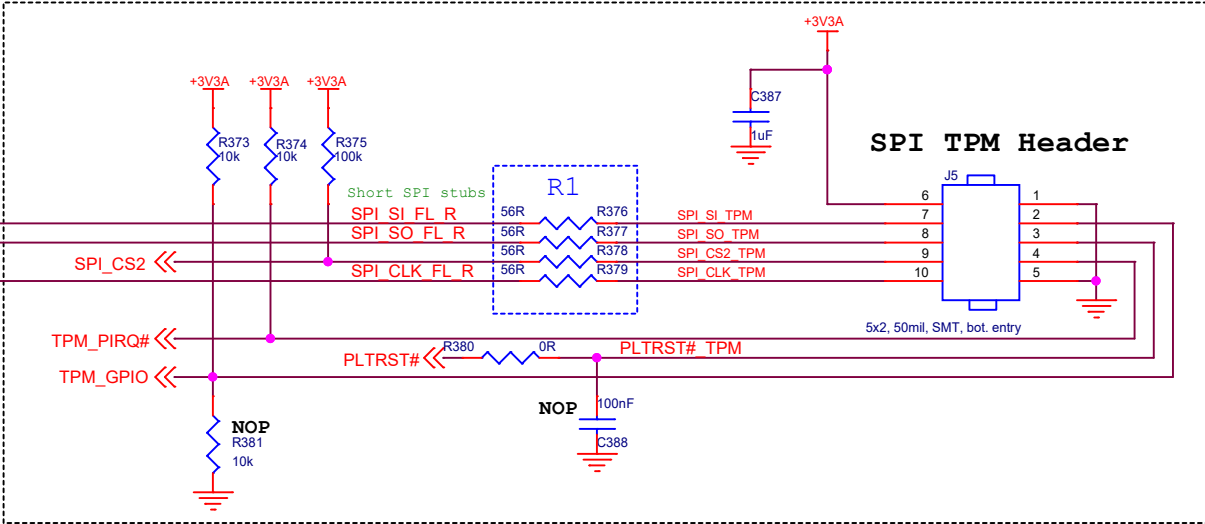 +3V3A
+3V3A +3V3A +3V3A
C387
1uF
R373
10k
R374
10k
R375
100k
SPI TPM Header
J5
Short SPI stubs
R1
6 1
SPI_SI_FL_R 56R R376 SPI_SI_TPM 7 2
SPI_SO_FL_R 56R R377 SPI_SO_TPM 8 3
SPI_CS2 56R R378 SPI_CS2_TPM 9 4
SPI_CLK_FL_R 56R R379 SPI_CLK_TPM 10 5
5x2, 50mil, SMT, bot. entry
TPM_PIRQ#
PLTRST# R380 0R PLTRST#_TPM
TPM_GPIO
NOP
R381
10k
NOP
100nF
C388